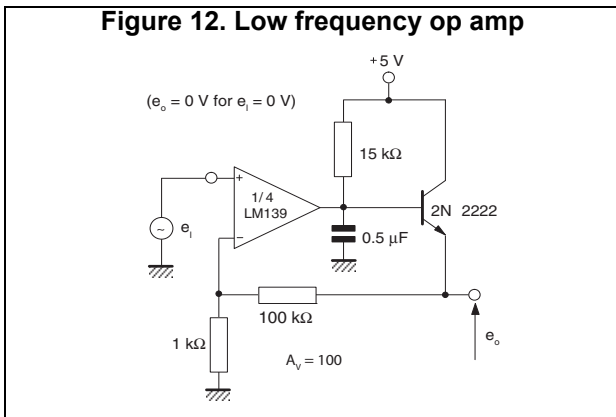 Figure 12. Low frequency op amp
+5 V
(eo = 0 V for eI = 0 V)
15 kΩ
+
1/4
LM139
2N 2222
~
eI
−
0.5 μF
100 kΩ
1 kΩ
eo
AV = 100